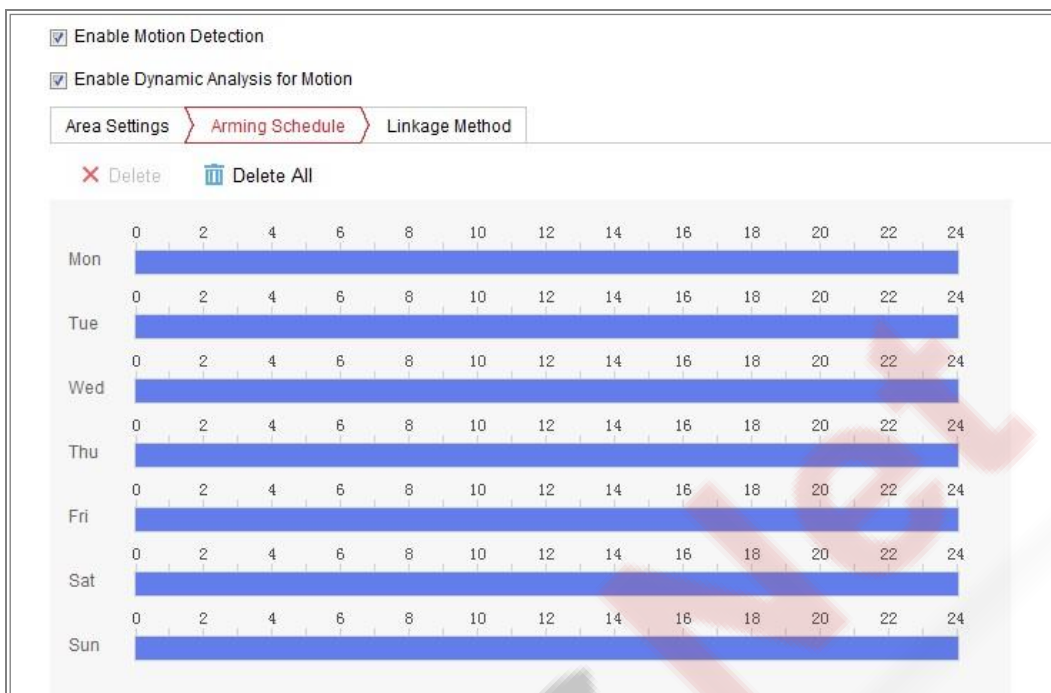 Enable Motion Detection
Enable Dynamic Analysis for Motion
Area Settings Arming Schedule Linkage Method
Delete Delete All
0 2 4 6 8 10 12 14 16 18 20 22 24
Mon
0 2 4 6 8 10 12 14 16 18 20 22 24
Tue
0 2 4 6 8 10 12 14 16 18 20 22 24
Wed
0 2 4 6 8 10 12 14 16 18 20 22 24
Thu
0 2 4 6 8 10 12 14 16 18 20 22 24
Fri
0 2 4 6 8 10 12 14 16 18 20 22 24
Sat
0 2 4 6 8 10 12 14 16 18 20 22 24
Sun
Net